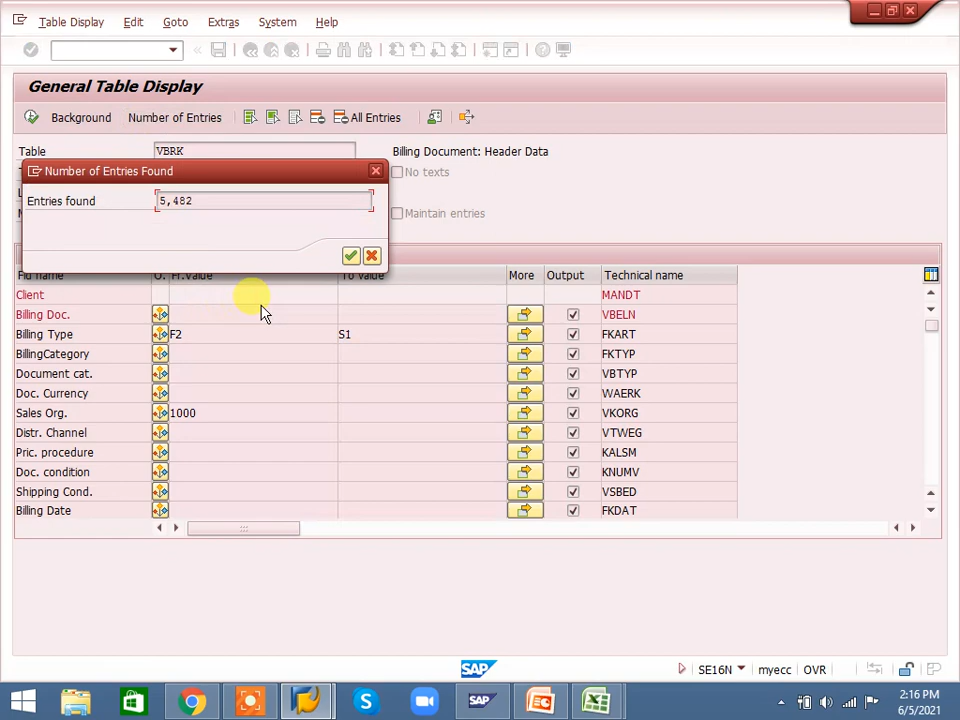 Table Display Edit Goto Extras System Help
General Table Display
Background Number of Entries All Entries
Table VBRK Billing Document: Header Data
No texts
Maintain entries
Number of Entries Found
Entries found 5,482
Fr.Value To value More Output Technical name
Client MANDT
Billing Doc. VBELN
Billing Type F2 S1 FKART
BillingCategory FKTYP
Document cat. VBTYP
Doc. Currency WAERK
Sales Org. 1000 VKORG
Distr. Channel VTWEG
Pric. procedure KALSM
Doc. condition KNUMV
Shipping Cond. VSBED
Billing Date FKDAT
SAP SE16N myecc OVR
SAP
2:16 PM
6/5/2021